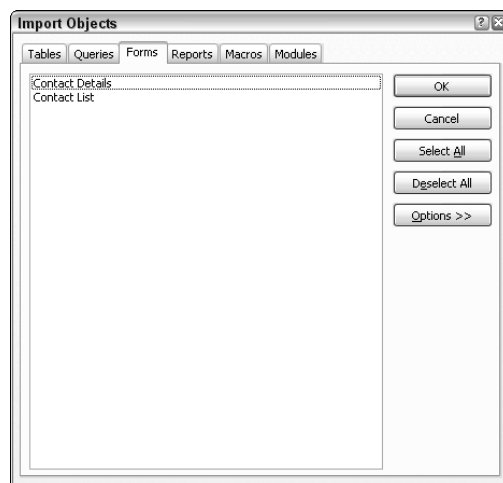 Import Objects
Tables Queries Forms Reports Macros Modules
Contact Details
Contact List
OK
Cancel
Select All
Deselect All
Options >>